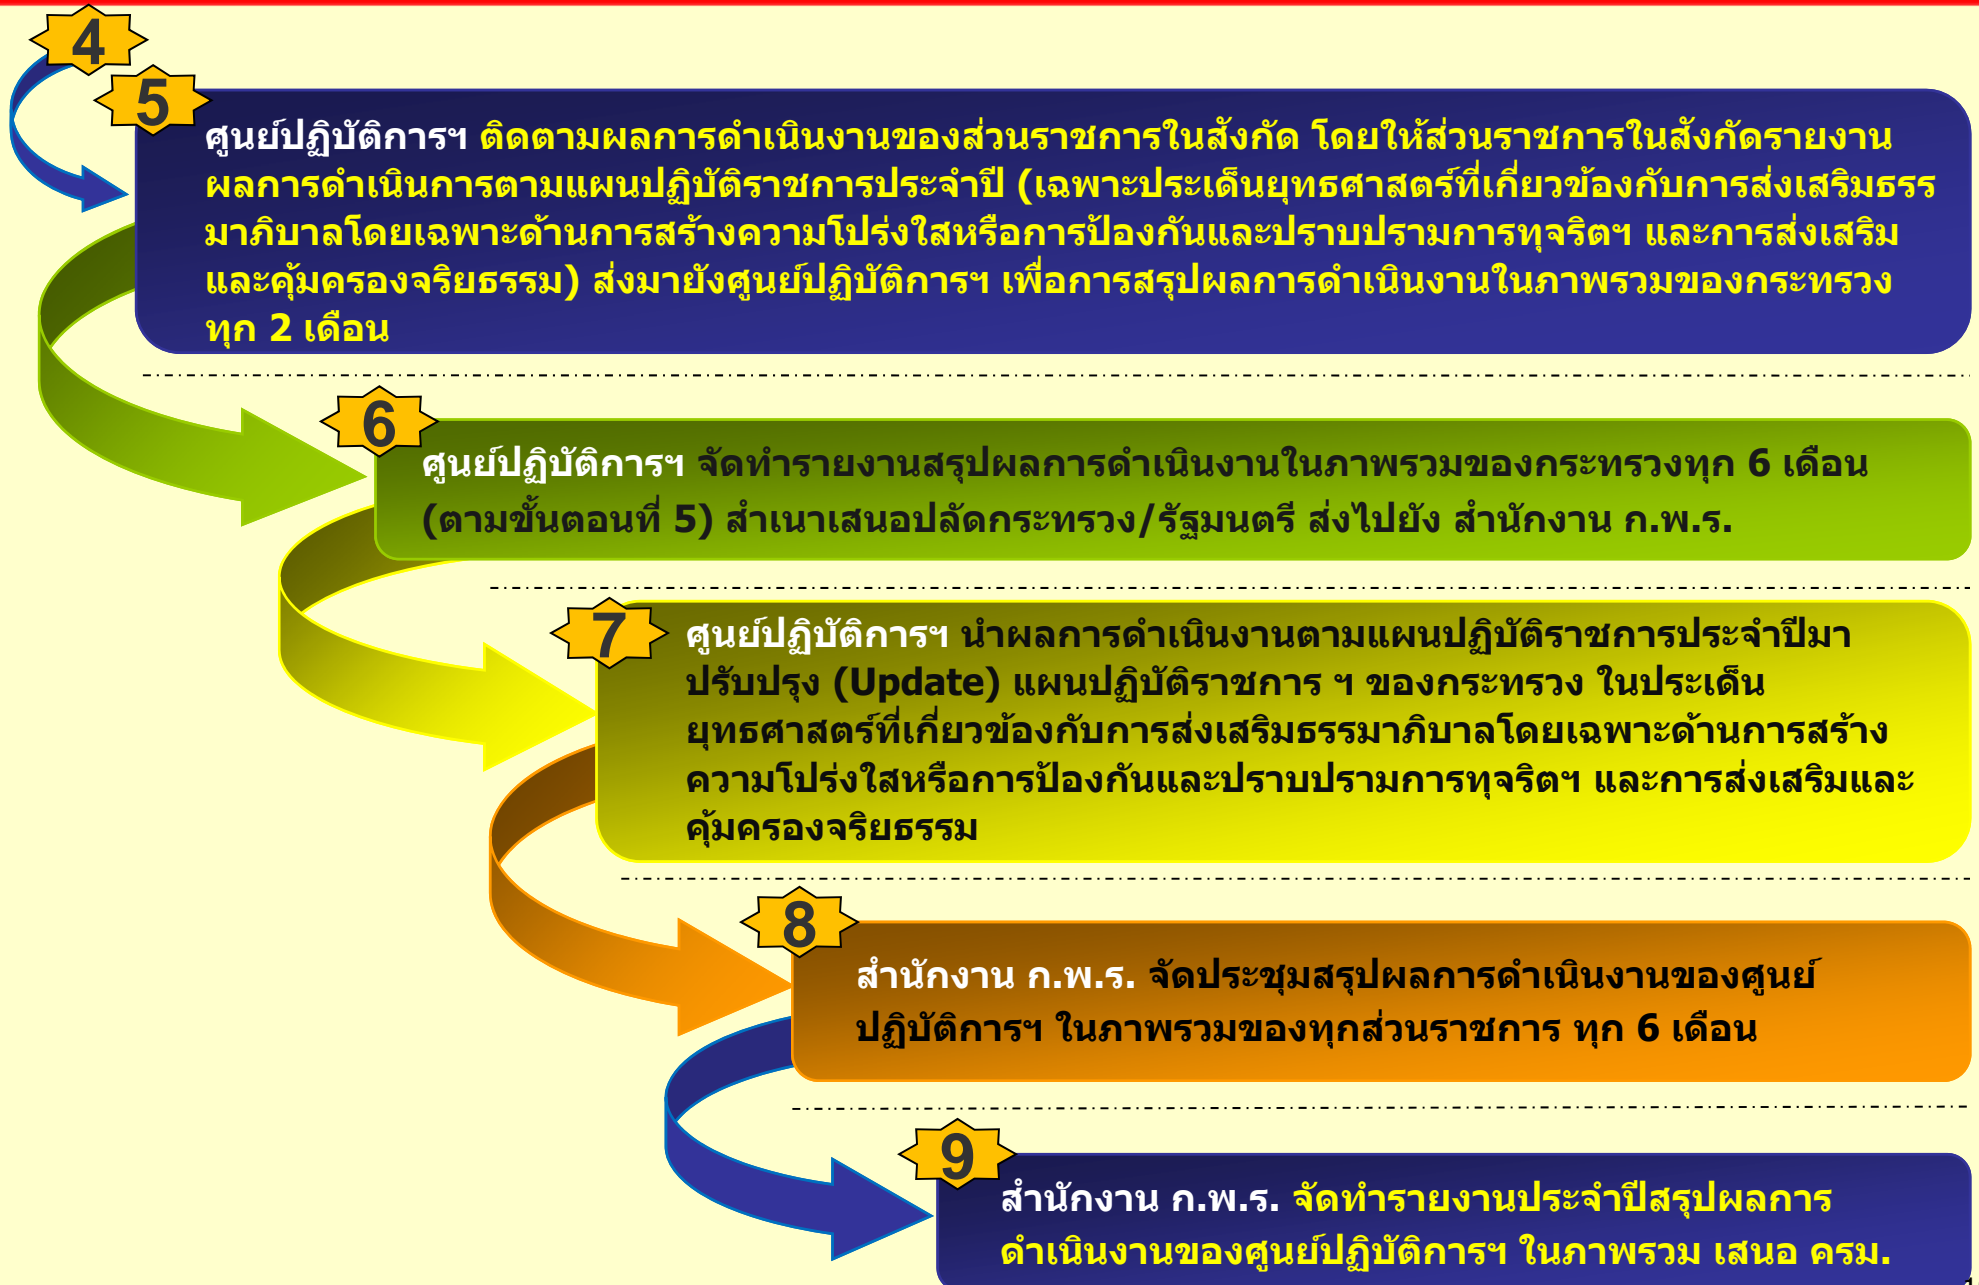 4
5
ศูนย์ปฏิบัติการฯ ติดตามผลการดำเนินงานของส่วนราชการในสังกัด โดยให้ส่วนราชการในสังกัดรายงาน
ผลการดำเนินการตามแผนปฏิบัติราชการประจำปี (เฉพาะประเด็นยุทธศาสตร์ที่เกี่ยวข้องกับการส่งเสริมธรร
มาภิบาลโดยเฉพาะด้านการสร้างความโปร่งใสหรือการป้องกันและปราบปรามการทุจริตฯ และการส่งเสริม
และคุ้มครองจริยธรรม) ส่งมายังศูนย์ปฏิบัติการฯ เพื่อการสรุปผลการดำเนินงานในภาพรวมของกระทรวง
ทุก 2 เดือน
6
ศูนย์ปฏิบัติการฯ จัดทำรายงานสรุปผลการดำเนินงานในภาพรวมของกระทรวงทุก 6 เดือน
(ตามขั้นตอนที่ 5) สำเนาเสนอปลัดกระทรวง/รัฐมนตรี ส่งไปยัง สำนักงาน ก.พ.ร.
7
ศูนย์ปฏิบัติการฯ นำผลการดำเนินงานตามแผนปฏิบัติราชการประจำปีมา
ปรับปรุง (Update) แผนปฏิบัติราชการ ฯ ของกระทรวง ในประเด็น
ยุทธศาสตร์ที่เกี่ยวข้องกับการส่งเสริมธรรมาภิบาลโดยเฉพาะด้านการสร้าง
ความโปร่งใสหรือการป้องกันและปราบปรามการทุจริตฯ และการส่งเสริมและ
คุ้มครองจริยธรรม
8
สำนักงาน ก.พ.ร. จัดประชุมสรุปผลการดำเนินงานของศูนย์
ปฏิบัติการฯ ในภาพรวมของทุกส่วนราชการ ทุก 6 เดือน
9
สำนักงาน ก.พ.ร. จัดทำรายงานประจำปีสรุปผลการ
ดำเนินงานของศูนย์ปฏิบัติการฯ ในภาพรวม เสนอ ครม.